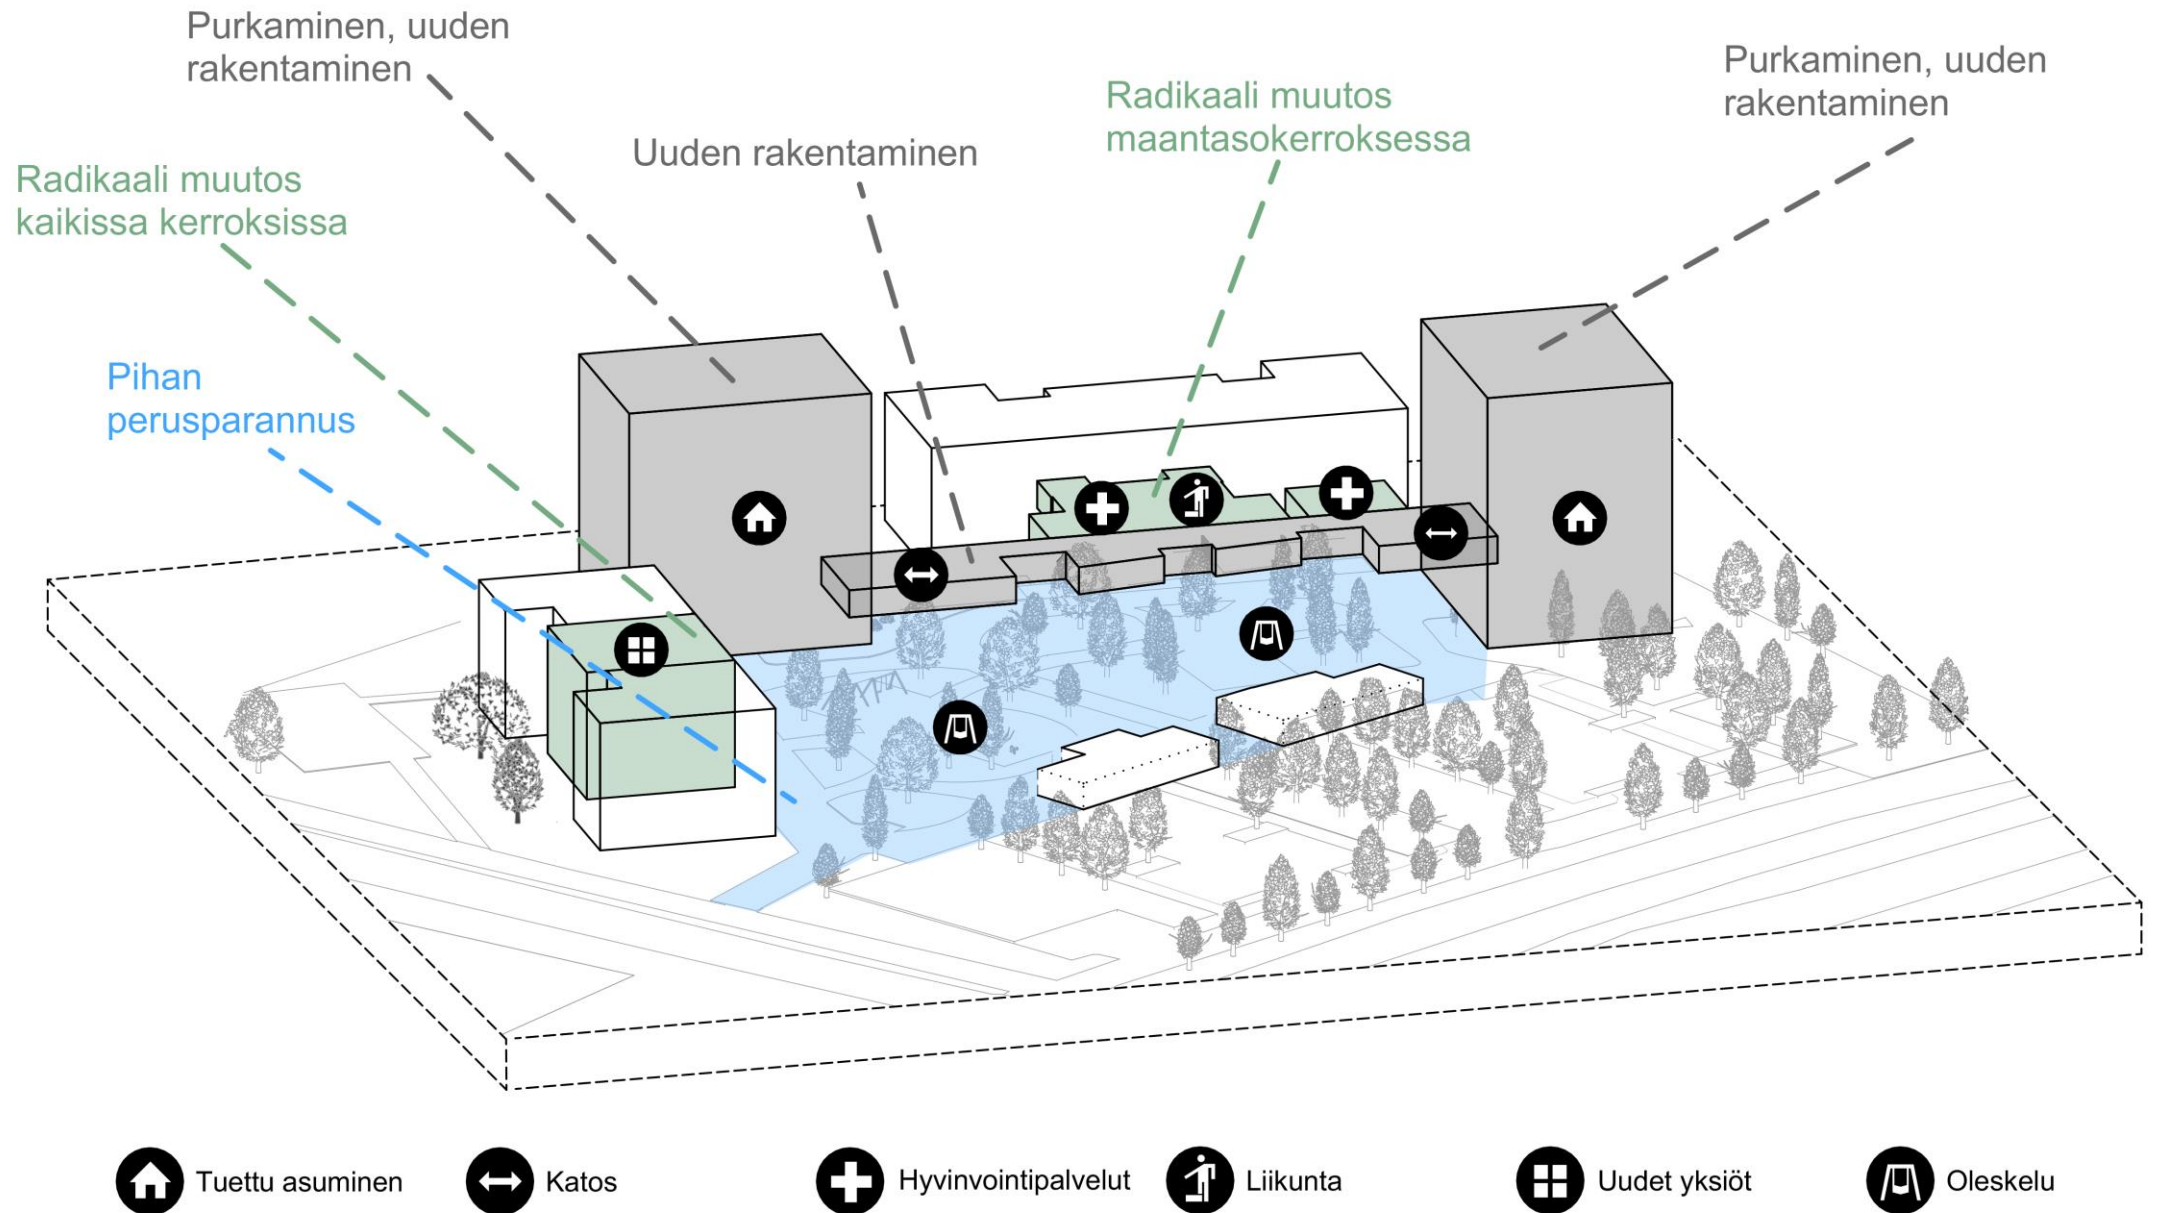 Purkaminen, uuden
rakentaminen
Purkaminen, uuden
rakentaminen
Radikaali muutos
maantasokerroksessa
Uuden rakentaminen
Radikaali muutos
kaikissa kerroksissa
Pihan
perusparannus
Tuettu asuminen
Katos
Hyvinvointipalvelut
Liikunta
Uudet yksiöt
Oleskelu